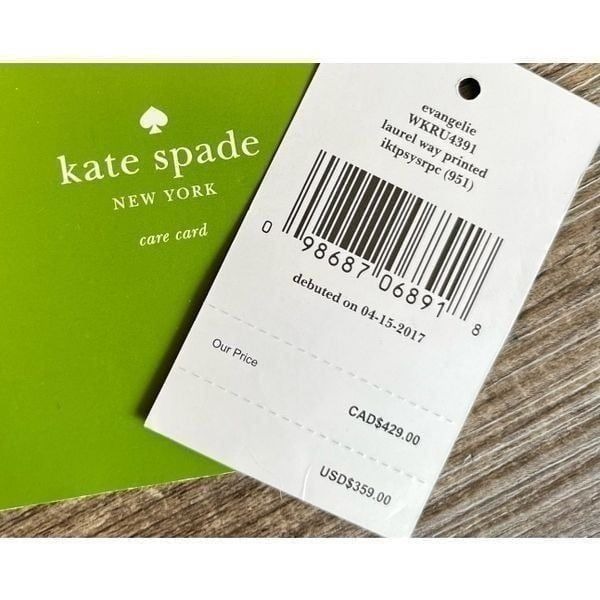 kate spade
NEW YORK
care card
evangelie
WKRU4391
laurel way printed
iktpsysrpc (951)
0 98687 06891 8
debuted on 04-15-2017
Our Price
CAD$429.00
USD$359.00